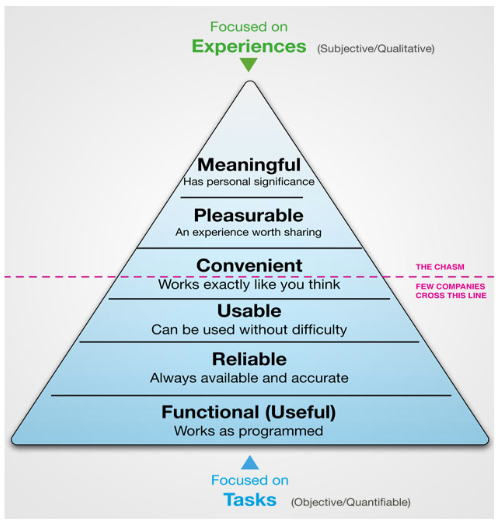 Focused on
Experiences (Subjective/Qualitative)
Meaningful
Has personal significance
Pleasurable
An experience worth sharing
Convenient
THE CHASM
Works exactly like you think
FEW COMPANIES
CROSS THIS LINE
Usable
Can be used without difficulty
Reliable
Always available and accurate
Functional (Useful)
Works as programmed
Focused on
Tasks (Objective/Quantifiable)